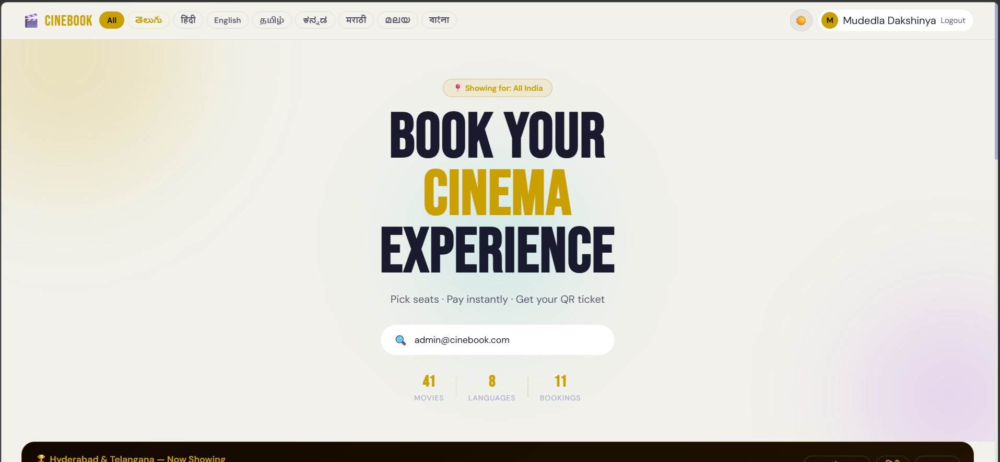 CINEBOOK All తెలుగు हिंदी English தமிழ் ಕನ್ನಡ मराठी മലയ বাংলা
M Mudedla Dakshinya Logout
Showing for: All India
BOOK YOUR
CINEMA
EXPERIENCE
Pick seats · Pay instantly · Get your QR ticket
admin@cinebook.com
41 8 11
MOVIES LANGUAGES BOOKINGS
Hyderabad & Telangana — Now Showing
हिंदी